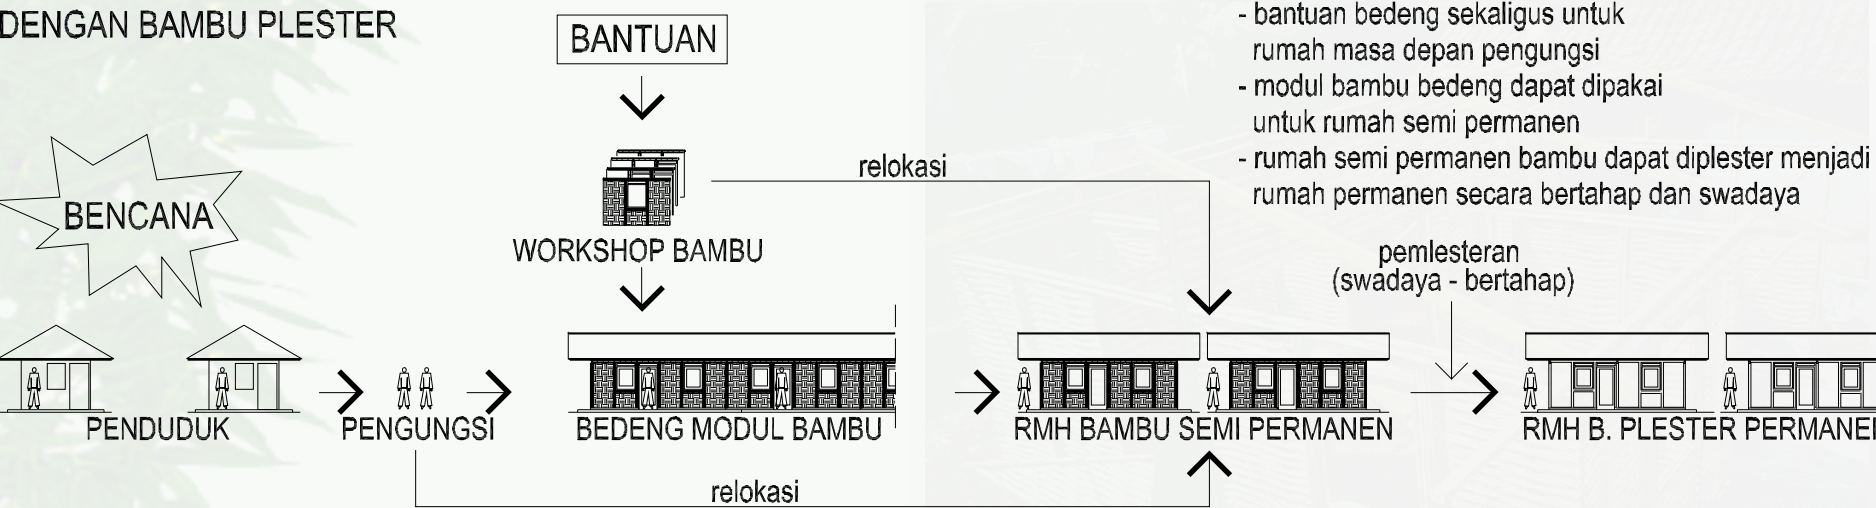 DENGAN BAMBU PLESTER
BANTUAN
- bantuan bedeng sekaligus untuk
rumah masa depan pengungsi
- modul bambu bedeng dapat dipakai
untuk rumah semi permanen
- rumah semi permanen bambu dapat diplester menjadi
rumah permanen secara bertahap dan swadaya
relokasi
BENCANA
WORKSHOP BAMBU
pemlesteran
(swadaya - bertahap)
PENDUDUK
PENGUNGSI
BEDENG MODUL BAMBU
RMH BAMBU SEMI PERMANEN
RMH B. PLESTER
relokasi